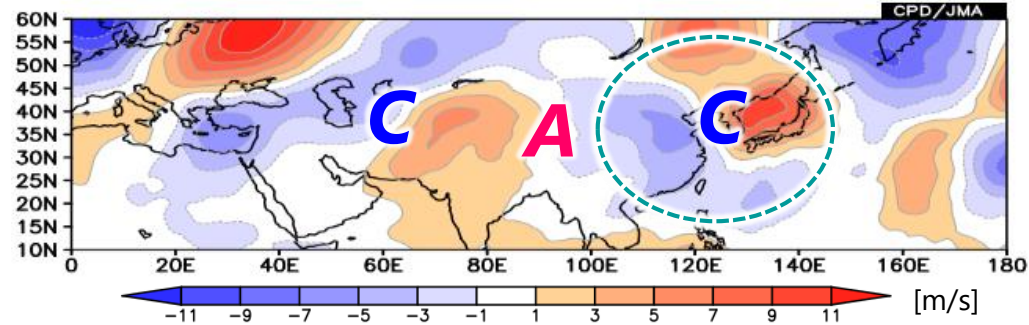 CPD/JMA
60N
55N
50N
45N
40N
35N
30N
25N
20N
15N
10N
C A C
0 20E 40E 60E 80E 100E 120E 140E 160E 180
-11 -9 -7 -5 -3 -1 1 3 5 7 9 11 [m/s]